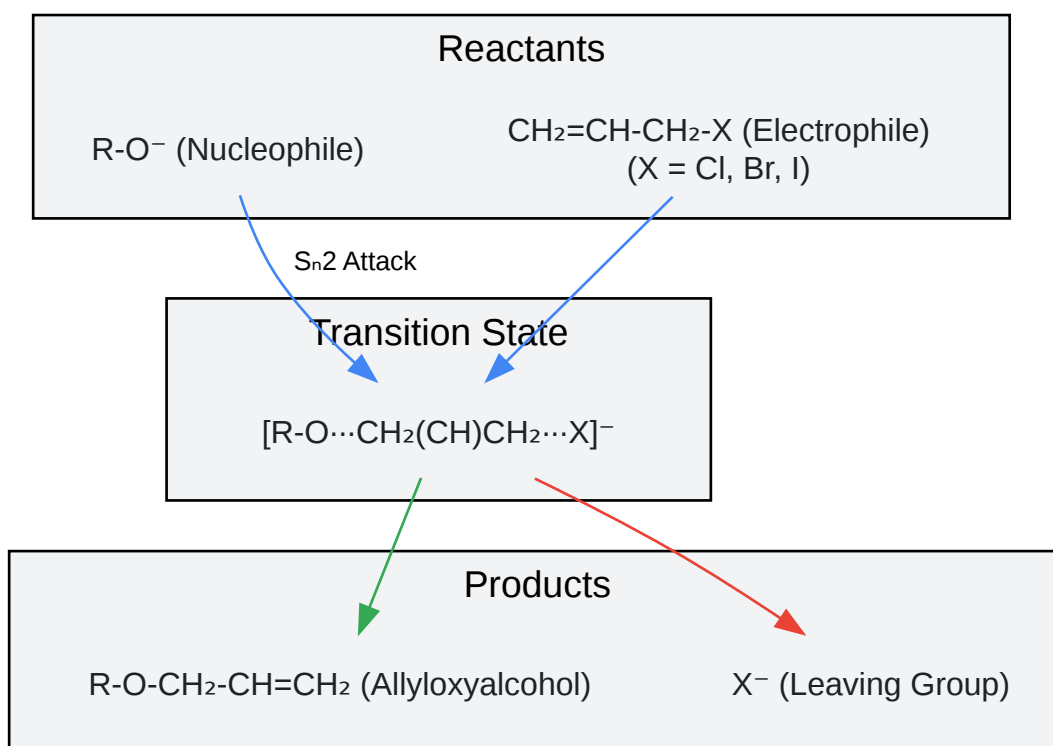 Reactants
R-O⁻ (Nucleophile)
CH₂=CH-CH₂-X (Electrophile)
(X = Cl, Br, I)
Sₙ2 Attack
Transition State
[R-O···CH₂(CH)CH₂···X]⁻
Products
R-O-CH₂-CH=CH₂ (Allyloxyalcohol)
X⁻ (Leaving Group)